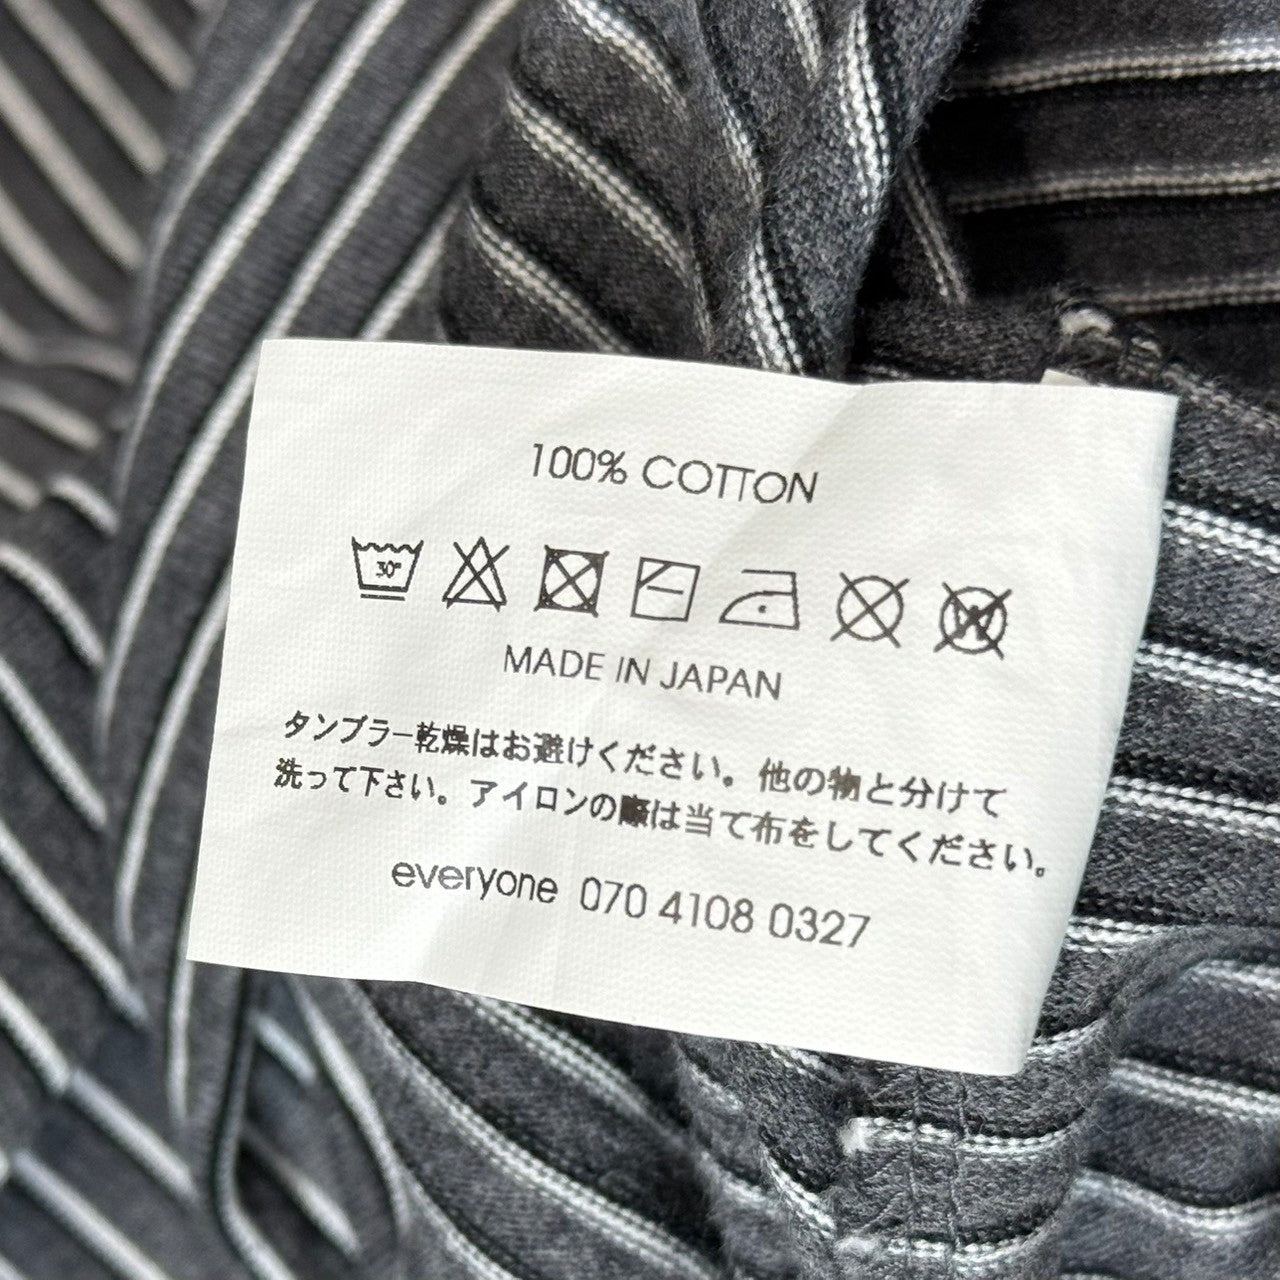 100% COTTON
30°
W
MADE IN JAPAN
タンブラー乾燥はお避けください。他の物と分けて
洗って下さい。アイロンの際は当て布をしてください。
everyone 070 4108 0327